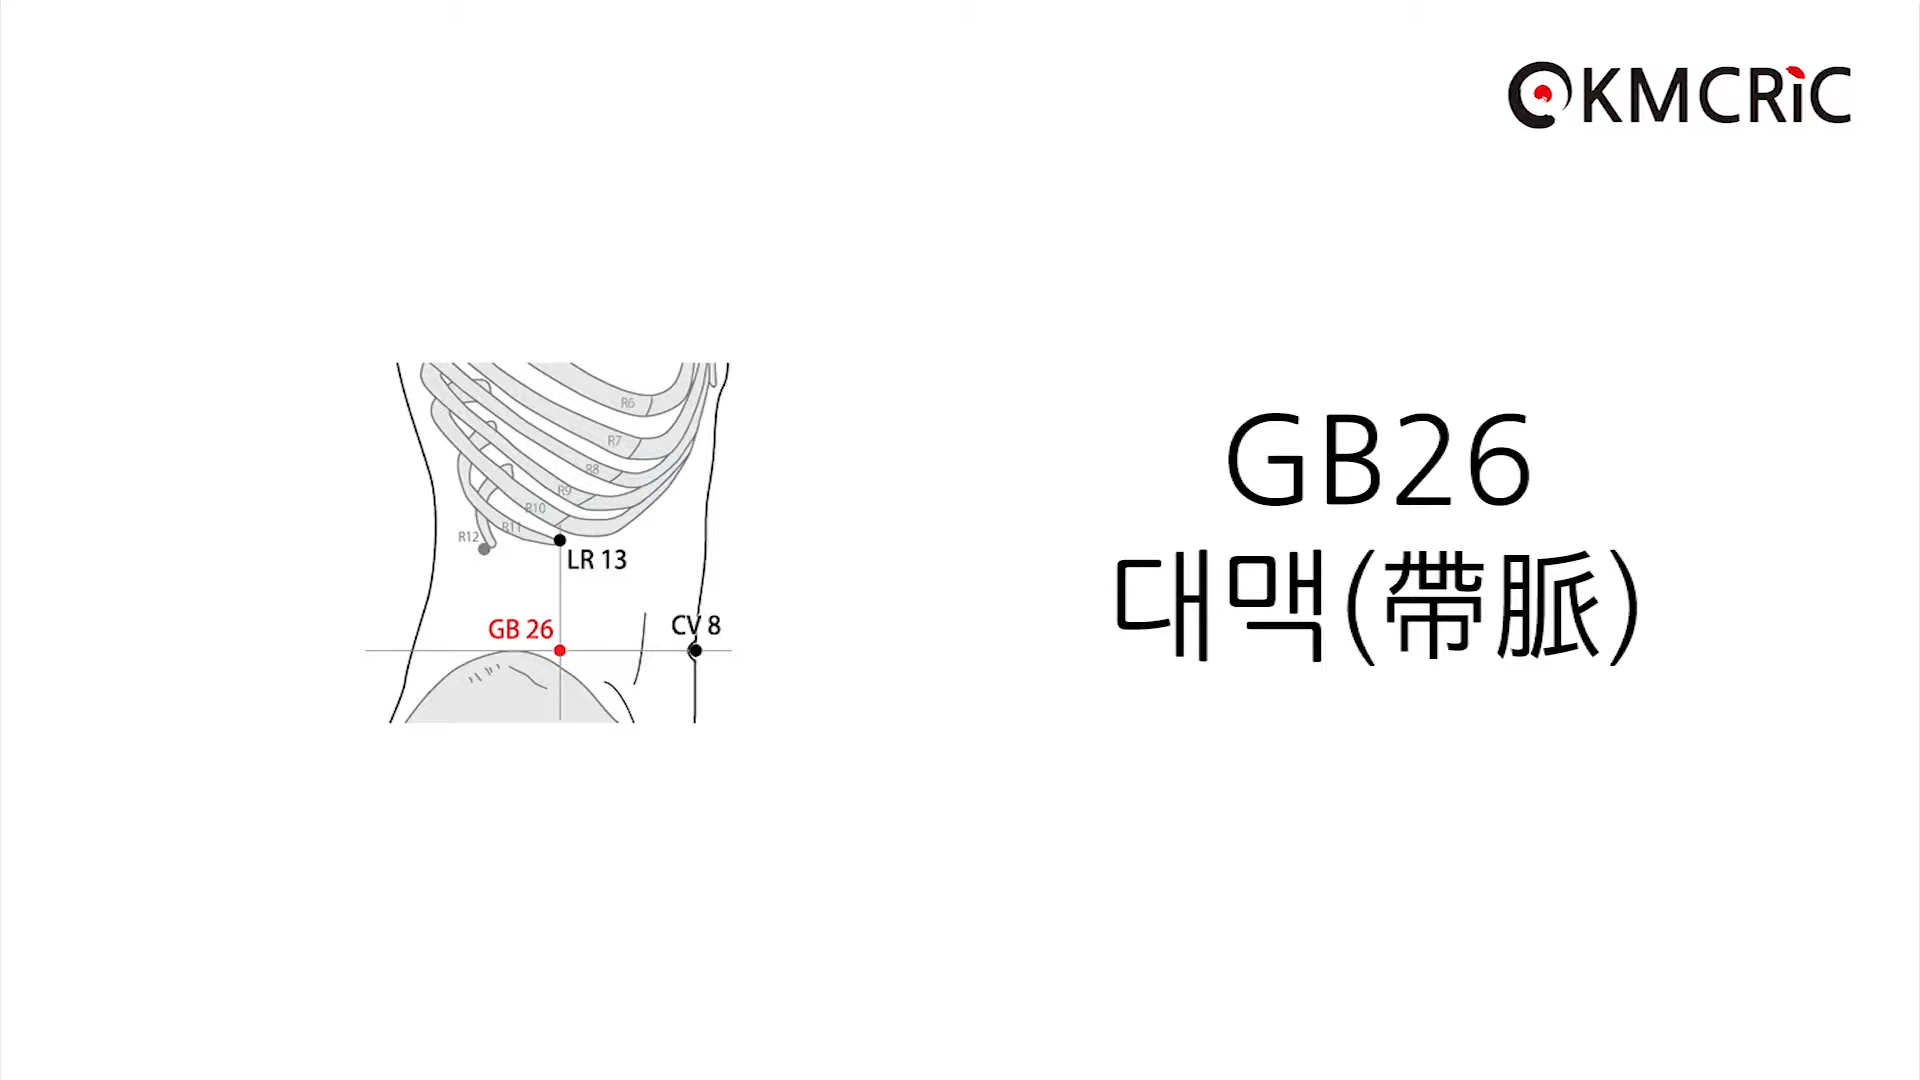 KMCRiC
R6
R7
R8
R9
R10
R11
R12
LR 13
GB 26
CV 8
GB26
대맥(帶脈)